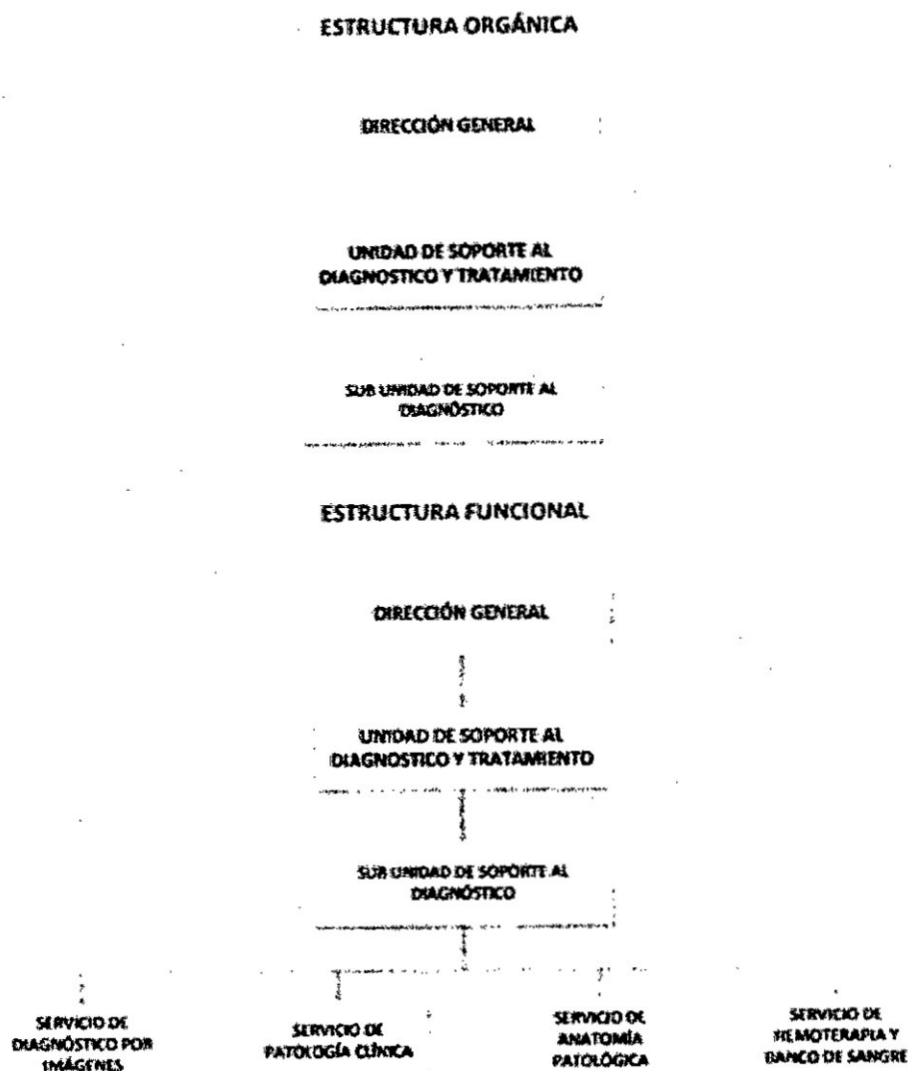 ESTRUCTURA ORGÁNICA
DIRECCIÓN GENERAL
UNIDAD DE SOPORTE AL
DIAGNOSTICO Y TRATAMIENTO
SUB UNIDAD DE SOPORTE AL
DIAGNÓSTICO
ESTRUCTURA FUNCIONAL
DIRECCIÓN GENERAL
UNIDAD DE SOPORTE AL
DIAGNOSTICO Y TRATAMIENTO
SUB UNIDAD DE SOPORTE AL
DIAGNÓSTICO
SERVICIO DE
DIAGNÓSTICO POR
IMÁGENES
SERVICIO DE
PATOLOGÍA CLÍNICA
SERVICIO DE
ANATOMÍA
PATOLÓGICA
SERVICIO DE
HEMOTERAPIA Y
BANCO DE SANGRE